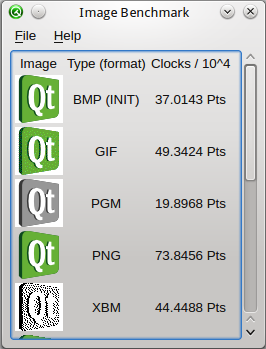 Image Benchmark
File Help
Image Type (format) Clocks / 10^4
Qt BMP (INIT) 37.0143 Pts
Qt GIF 49.3424 Pts
Qt PGM 19.8968 Pts
Qt PNG 73.8456 Pts
Qt XBM 44.4488 Pts